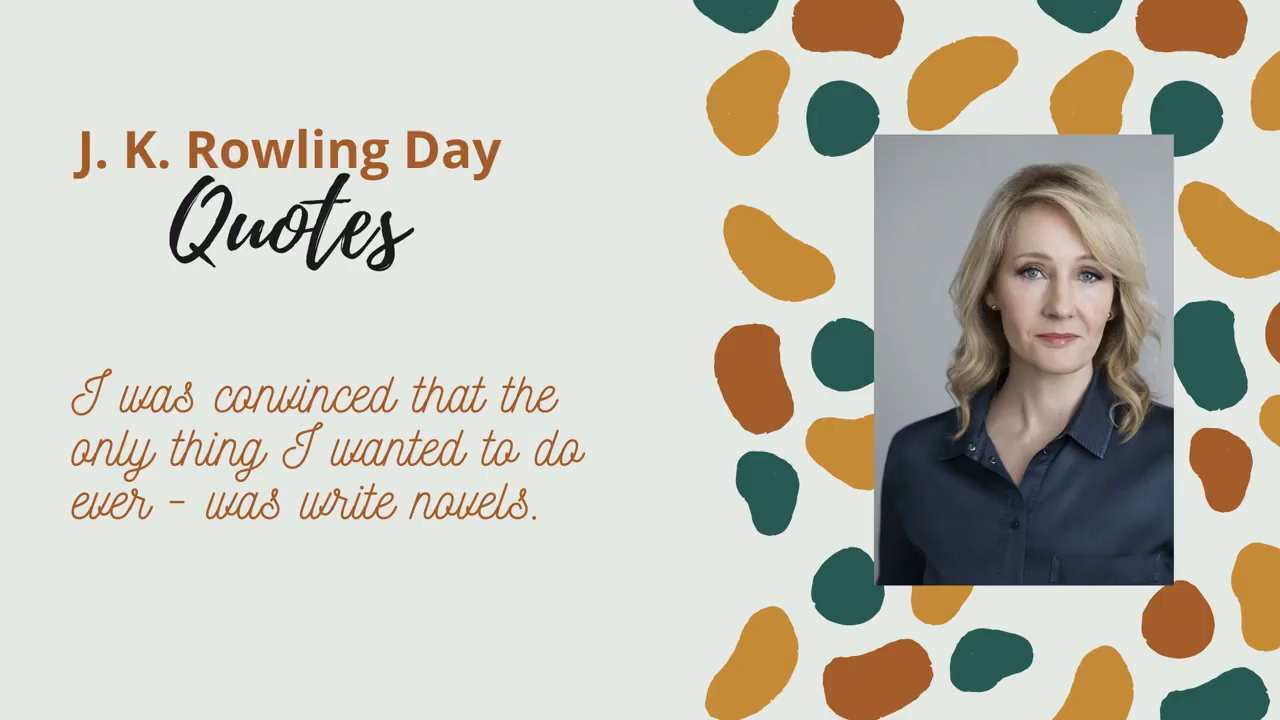 J. K. Rowling Day
Quotes
I was convinced that the
only thing I wanted to do
ever - was write novels.